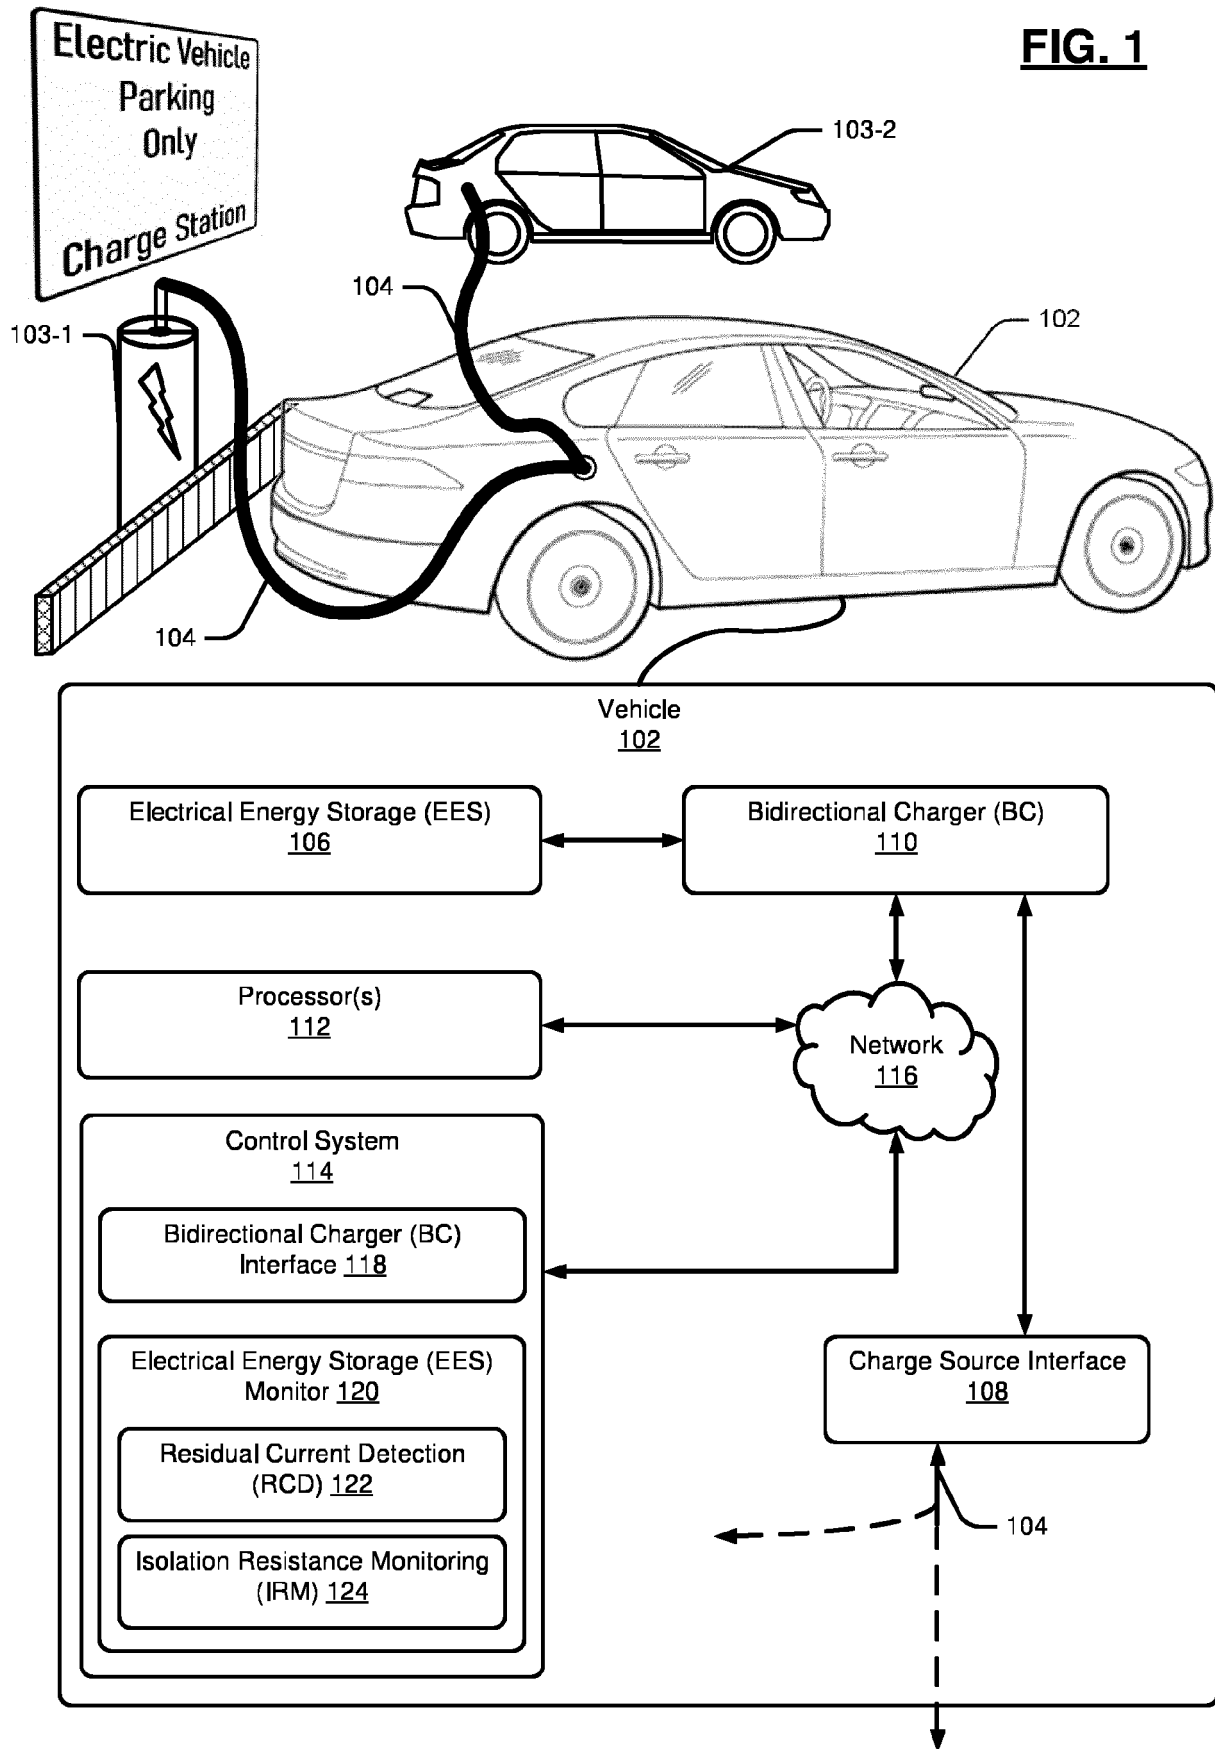 FIG. 1
Electric Vehicle
Parking
Only
Charge Station
103-2
104
102
103-1
104
Vehicle
102
Electrical Energy Storage (EES)
106
Bidirectional Charger (BC)
110
Processor(s)
112
Network
116
Control System
114
Bidirectional Charger (BC)
Interface 118
Electrical Energy Storage (EES)
Monitor 120
Charge Source Interface
108
Residual Current Detection
(RCD) 122
104
Isolation Resistance Monitoring
(IRM) 124